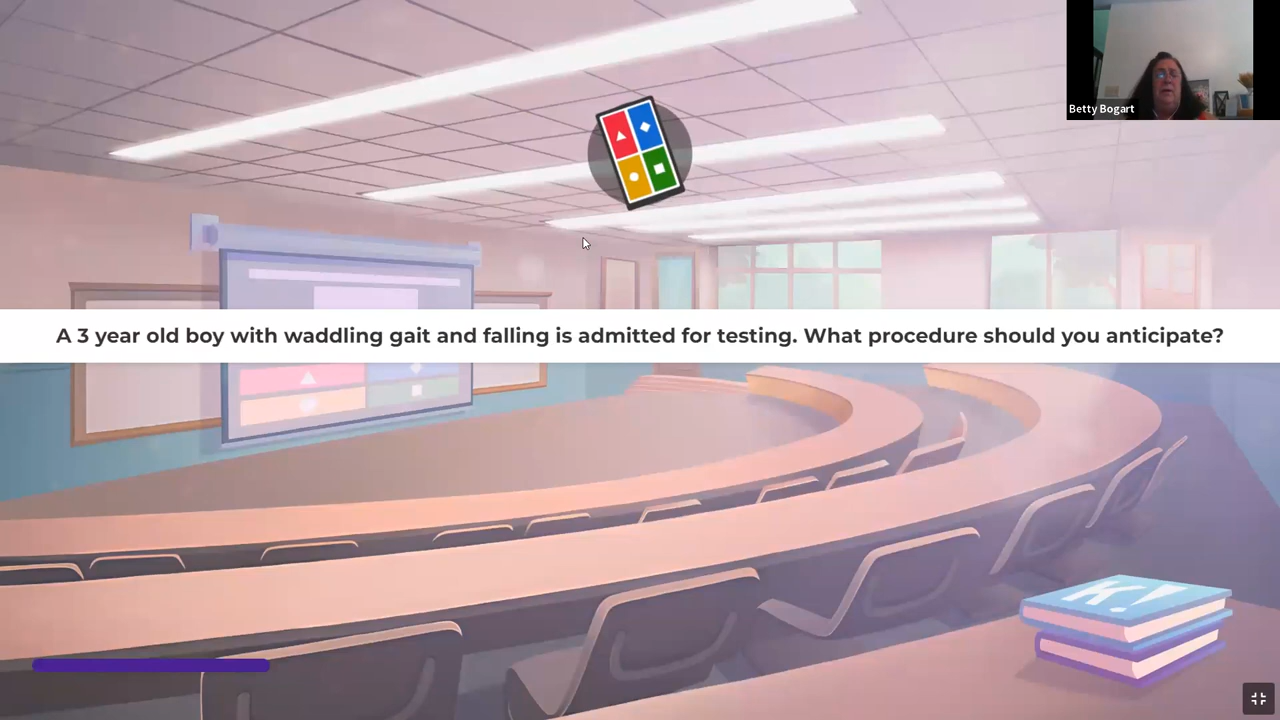 Betty Bogart
A 3 year old boy with waddling gait and falling is admitted for testing. What procedure should you anticipate?
K!